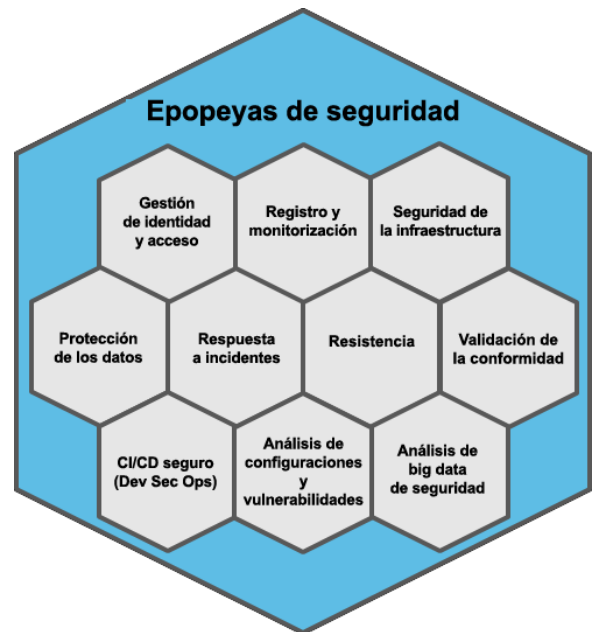 Epopeyas de seguridad
Gestión
de identidad
y acceso
Registro y
monitorización
Seguridad de
la infraestructura
Protección
de los datos
Respuesta
a incidentes
Resistencia
Validación de
la conformidad
CI/CD seguro
(Dev Sec Ops)
Análisis de
configuraciones
y
vulnerabilidades
Análisis de
big data
de seguridad